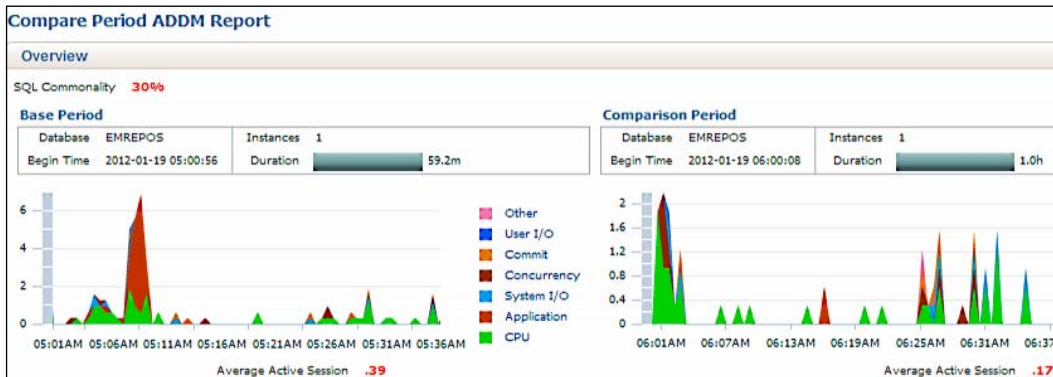 Compare Period ADDM Report
Overview
SQL Commonality 30%
Base Period
Database EMREPOS Instances 1
Begin Time 2012-01-19 05:00:56 Duration 59.2m
Comparison Period
Database EMREPOS Instances 1
Begin Time 2012-01-19 06:00:08 Duration 1.0h
6
4
2
0
05:01AM 05:06AM 05:11AM 05:16AM 05:21AM 05:26AM 05:31AM 05:36AM
Average Active Session .39
Other
User I/O
Commit
Concurrency
System I/O
Application
CPU
2
1.6
1.2
0.8
0.4
0
06:01AM 06:07AM 06:13AM 06:19AM 06:25AM 06:31AM 06:37
Average Active Session .17